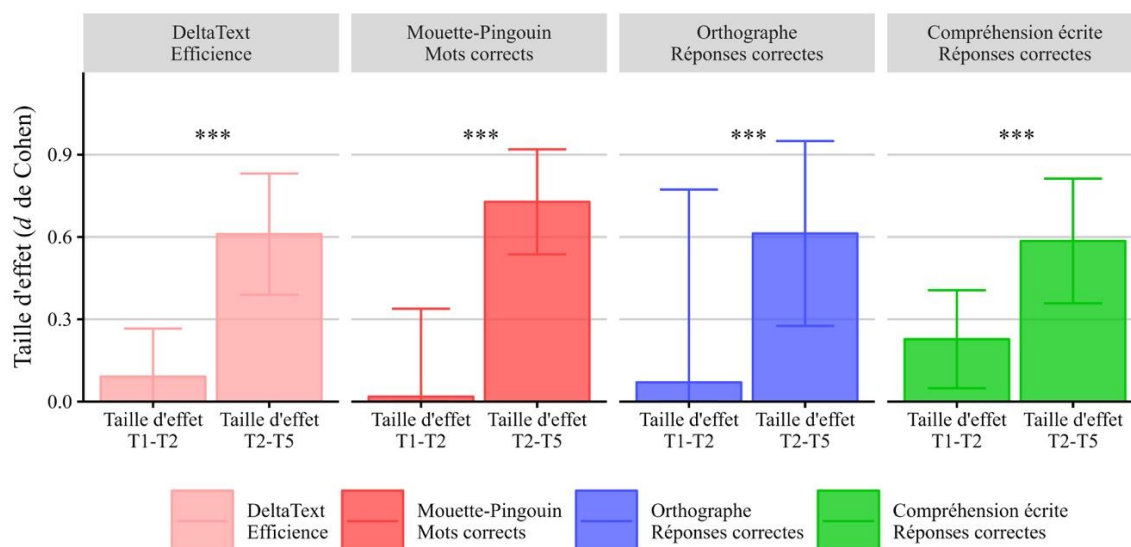 DeltaText
Efficience
Mouette-Pingouin
Mots corrects
Orthographe
Réponses correctes
Compréhension écrite
Réponses correctes
Taille d'effet (d de Cohen)
0.9
0.6
0.3
0.0
***
***
***
***
Taille d'effet
T1-T2
Taille d'effet
T2-T5
Taille d'effet
T1-T2
Taille d'effet
T2-T5
Taille d'effet
T1-T2
Taille d'effet
T2-T5
Taille d'effet
T1-T2
Taille d'effet
T2-T5
DeltaText
Efficience
Mouette-Pingouin
Mots corrects
Orthographe
Réponses correctes
Compréhension écrite
Réponses correctes